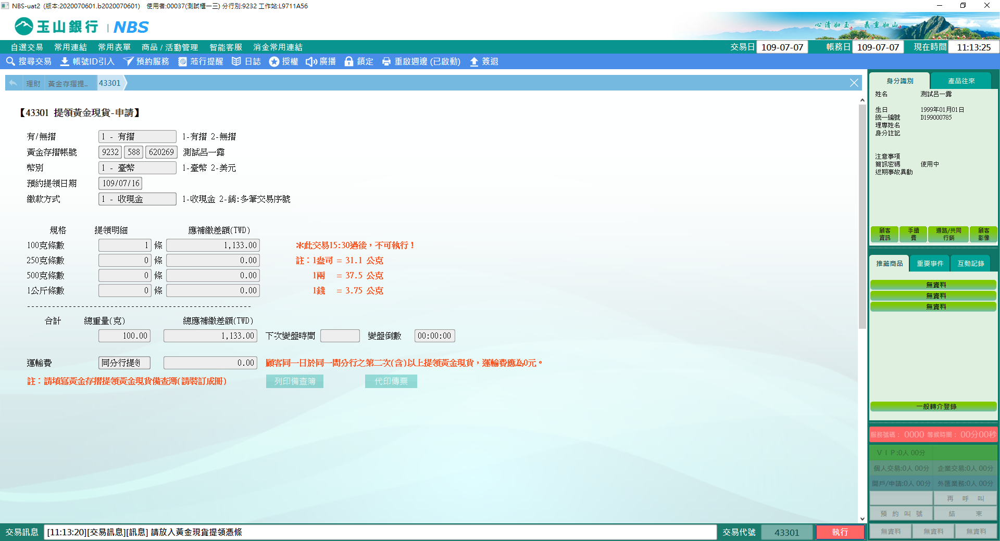 NBS-uat2 (版本:2020070601.b2020070601) 使用者:00037(測試櫃一三) 分行別:9232 工作站:L9711A56
玉山銀行 | NBS
心清如玉。 義重如山。
自選交易 常用連結 常用表單 商品 / 活動管理 智能客服 消金常用連結 交易日 109-07-07 帳務日 109-07-07 現在時間 11:13:25
搜尋交易 帳號ID引入 預約服務 蒞行提醒 日誌 授權 廣播 鎖定 重啟週邊 (已啟動) 簽退
理財 黃金存摺提.. 43301
【43301 提領黃金現貨-申請】
有/無摺 1 - 有摺 1-有摺 2-無摺
黃金存摺帳號 9232 588 620269 測試呂一露
幣別 1 - 臺幣 1-臺幣 2-美元
預約提領日期 109/07/16
繳款方式 1 - 收現金 1-收現金 2-銷:多筆交易序號
規格 提領明細 應補繳差額(TWD)
100克條數 1 條 1,133.00 ＊此交易15:30過後，不可執行！
250克條數 0 條 0.00 註：1盎司 = 31.1 公克
500克條數 0 條 0.00 1兩 = 37.5 公克
1公斤條數 0 條 0.00 1錢 = 3.75 公克
------------------------------------------------------
合計 總重量(克) 總應補繳差額(TWD)
100.00 1,133.00 下次變盤時間 變盤倒數 00:00:00
運輸費 同分行提領 0.00 顧客同一日於同一間分行之第二次(含)以上提領黃金現貨，運輸費應為0元。
註：請填寫黃金存摺提領黃金現貨備查簿(請裝訂成冊) 列印備查簿 代印傳票
身分識別 產品往來
姓名 測試呂一露
生日 1999年01月01日
統一編號 D199000785
理專姓名
身分註記
注意事項
簡訊密碼 使用中
近期事故異動
顧客資訊 手續費 通路/共同行銷 顧客影像
推薦商品 重要事件 互動記錄
無資料
無資料
無資料
一般轉介登錄
服務號碼： 0000 等候時間： 00分00秒
ＶＩＰ:0人 00分
個人交易:0人 00分 企業交易:0人 00分
開戶/申請:0人 00分 外匯業務:0人 00分
再 呼 叫
預 約 叫 號 結 束
無資料 無資料 無資料
交易訊息 [11:13:20][交易訊息][訊息] 請放入黃金現貨提領憑條 交易代號 43301 執行